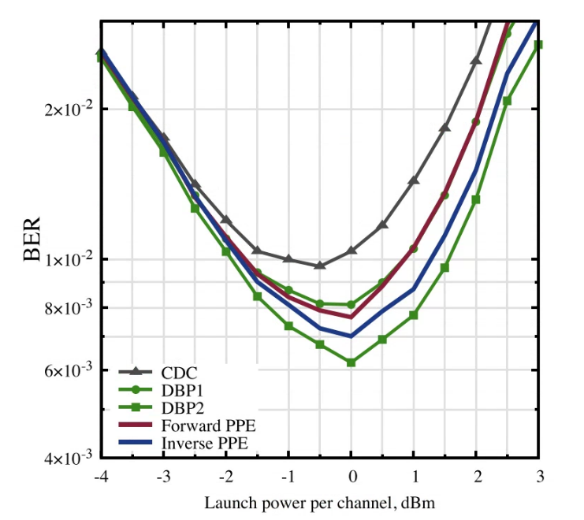 BER
2×10⁻²
1×10⁻²
8×10⁻³
6×10⁻³
4×10⁻³
CDC
DBP1
DBP2
Forward PPE
Inverse PPE
-4 -3 -2 -1 0 1 2 3
Launch power per channel, dBm